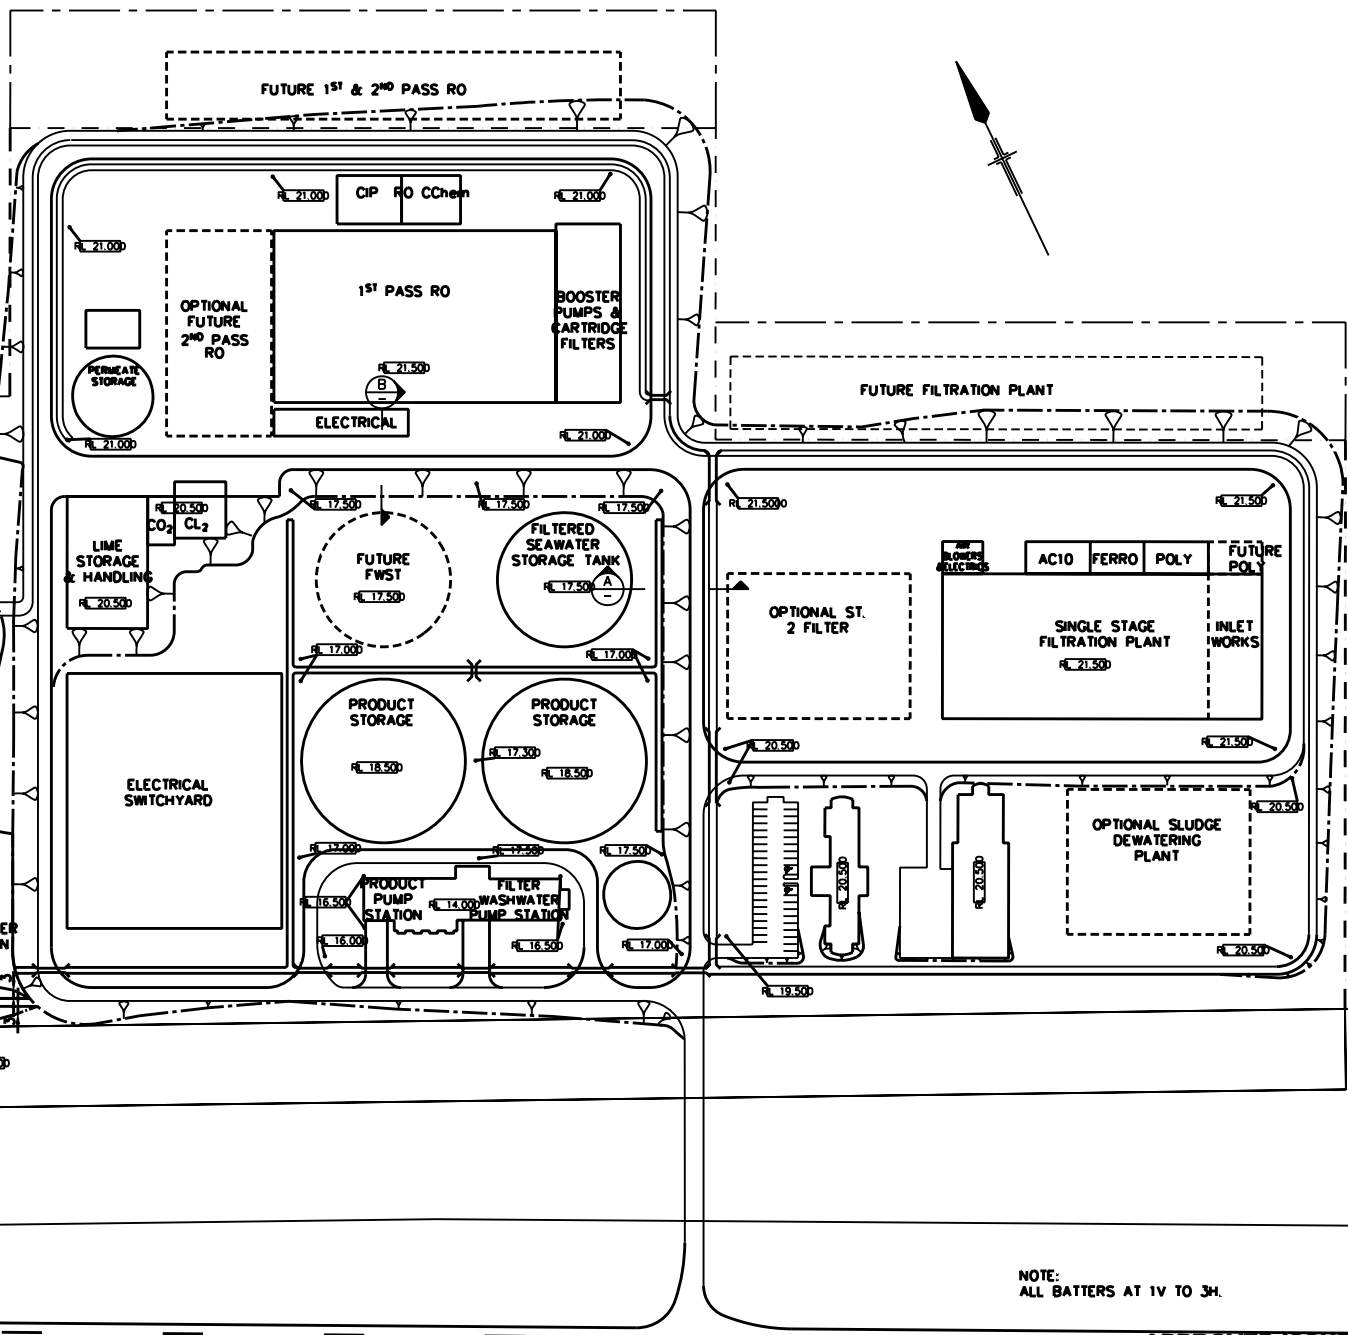 FUTURE 1ST & 2ND PASS RO
CIP
RO CChem
RL 21.000
RL 21.000
RL 21.000
1ST PASS RO
OPTIONAL
FUTURE
2ND PASS
RO
BOOSTER
PUMPS &
CARTRIDGE
FILTERS
PERMEATE
STORAGE
RL 21.500
B
ELECTRICAL
RL 21.000
RL 21.000
FUTURE FILTRATION PLANT
RL 20.500
CO2
CL2
LIME
STORAGE
& HANDLING
RL 20.500
RL 17.500
RL 17.500
RL 17.500
FUTURE
FWST
RL 17.500
FILTERED
SEAWATER
STORAGE TANK
RL 17.500
A
RL 21.5000
RL 21.500
BLOWERS
AC10
FERRO
POLY
FUTURE
POLY
OPTIONAL ST.
2 FILTER
SINGLE STAGE
FILTRATION PLANT
RL 21.500
INLET
WORKS
RL 17.000
RL 17.000
PRODUCT
STORAGE
RL 18.500
PRODUCT
STORAGE
RL 17.300
RL 18.500
RL 20.500
RL 21.500
ELECTRICAL
SWITCHYARD
RL 20.500
OPTIONAL SLUDGE
DEWATERING
PLANT
RL 17.000
RL 17.500
RL 17.500
PRODUCT
PUMP
STATION
FILTER
WASHWATER
PUMP STATION
RL 16.500
RL 14.000
RL 20.500
RL 20.500
RL 16.000
RL 16.500
RL 17.000
RL 20.500
RL 19.500
ER
N
3
NOTE:
ALL BATTERS AT 1V TO 3H.